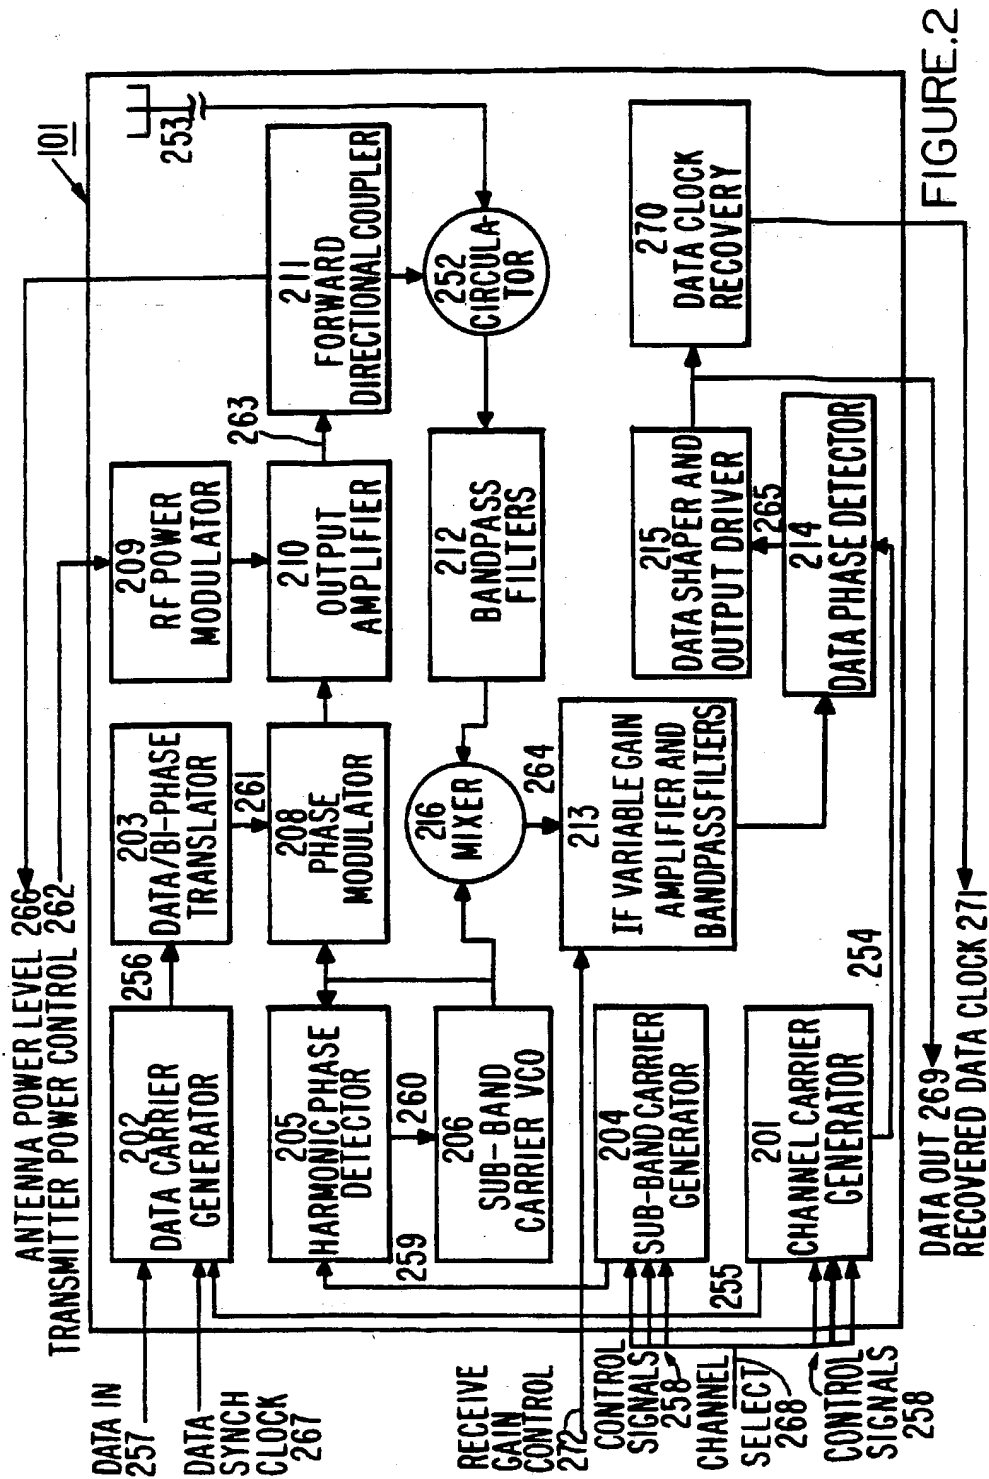 ANTENNA POWER LEVEL 266
TRANSMITTER POWER CONTROL 262
101
DATA IN
257
DATA
SYNCH
CLOCK
267
202
DATA CARRIER
GENERATOR
256
203
DATA/BI-PHASE
TRANSLATOR
261
209
RF POWER
MODULATOR
253
205
HARMONIC PHASE
DETECTOR
259
260
208
PHASE
MODULATOR
210
OUTPUT
AMPLIFIER
263
211
FORWARD
DIRECTIONAL COUPLER
206
SUB-BAND
CARRIER VCO
216
MIXER
264
212
BANDPASS
FILTERS
252
CIRCULA-
TOR
RECEIVE
GAIN
CONTROL
272
213
IF VARIABLE GAIN
AMPLIFIER AND
BANDPASS FILTERS
CONTROL
SIGNALS
258
204
SUB-BAND CARRIER
GENERATOR
215
DATA SHAPER AND
OUTPUT DRIVER
265
270
DATA CLOCK
RECOVERY
CHANNEL
SELECT
268
255
201
CHANNEL CARRIER
GENERATOR
254
214
DATA PHASE DETECTOR
CONTROL
SIGNALS
258
DATA OUT 269
RECOVERED DATA CLOCK 271
FIGURE.2